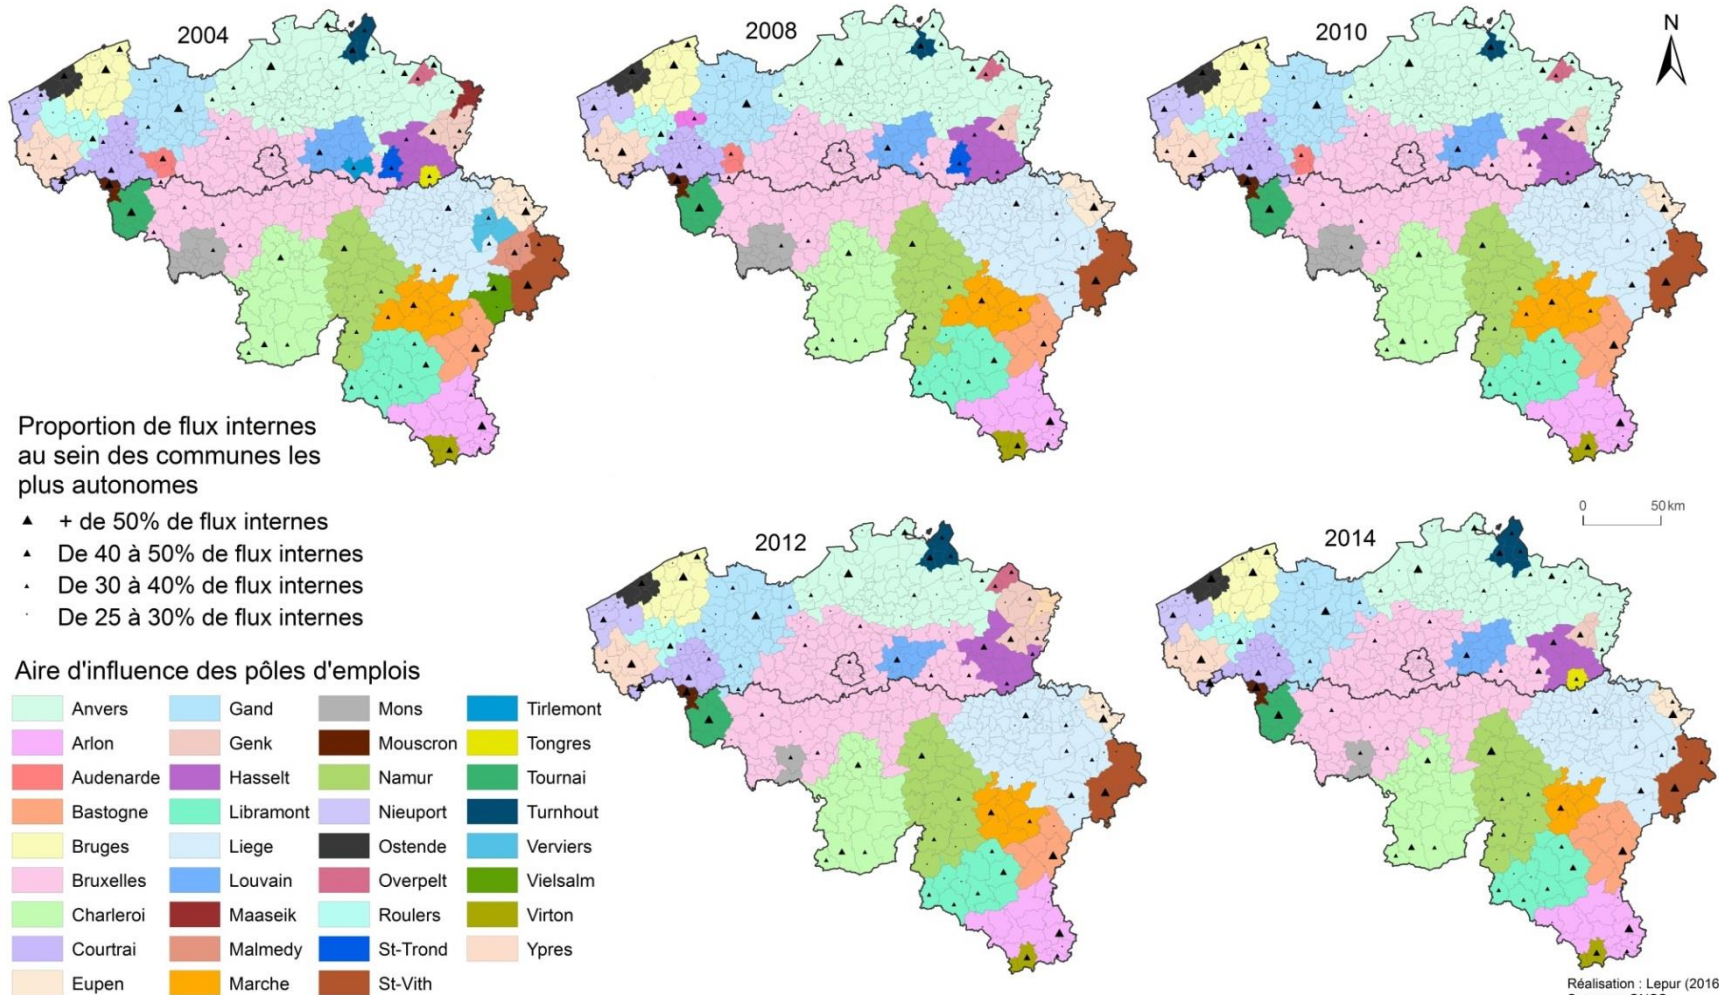 2004
2008
2010
N
Proportion de flux internes
au sein des communes les
plus autonomes
+ de 50% de flux internes
De 40 à 50% de flux internes
De 30 à 40% de flux internes
De 25 à 30% de flux internes
0 50 km
2012
2014
Aire d'influence des pôles d'emplois
Anvers Gand Mons Tirlemont
Arlon Genk Mouscron Tongres
Audenarde Hasselt Namur Tournai
Bastogne Libramont Nieuport Turnhout
Bruges Liege Ostende Verviers
Bruxelles Louvain Overpelt Vielsalm
Charleroi Maaseik Roulers Virton
Courtrai Malmedy St-Trond Ypres
Eupen Marche St-Vith
Réalisation : Lepur (2016